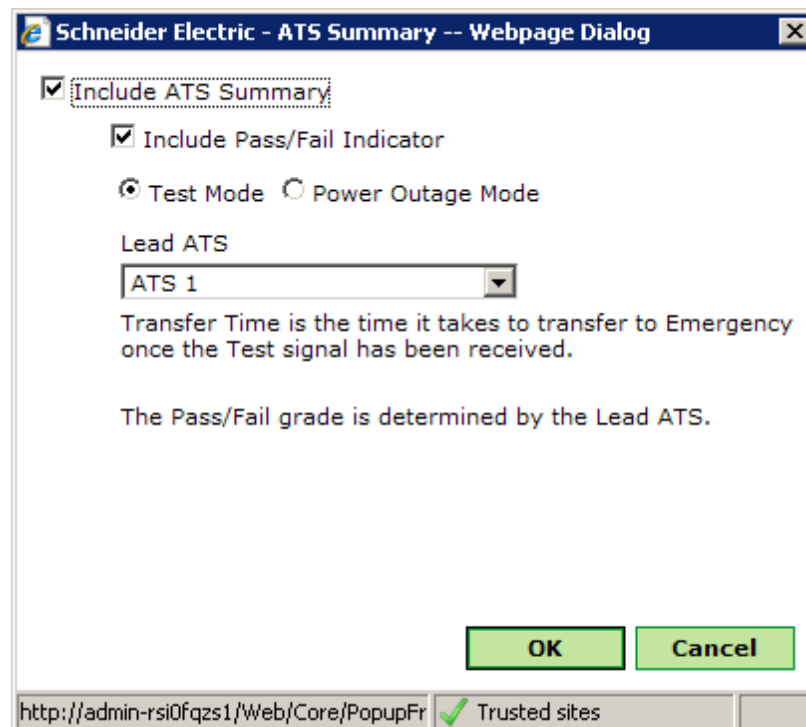 Schneider Electric - ATS Summary -- Webpage Dialog
Include ATS Summary
Include Pass/Fail Indicator
Test Mode Power Outage Mode
Lead ATS
ATS 1
Transfer Time is the time it takes to transfer to Emergency
once the Test signal has been received.
The Pass/Fail grade is determined by the Lead ATS.
OK Cancel
http://admin-rsi0fqzs1/Web/Core/PopupFr Trusted sites